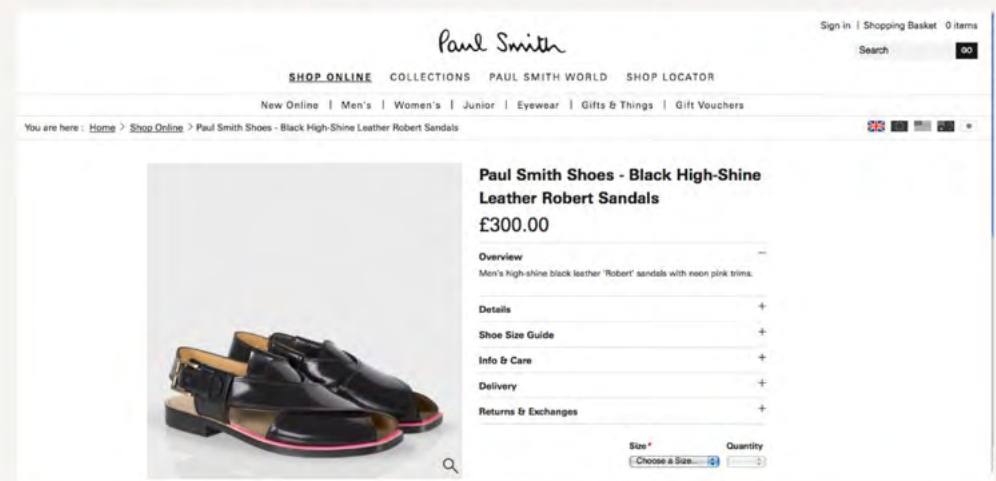 Sign in | Shopping Basket 0 items
Paul Smith
Search GO
SHOP ONLINE COLLECTIONS PAUL SMITH WORLD SHOP LOCATOR
New Online | Men's | Women's | Junior | Eyewear | Gifts & Things | Gift Vouchers
You are here : Home > Shop Online > Paul Smith Shoes - Black High-Shine Leather Robert Sandals
Paul Smith Shoes - Black High-Shine
Leather Robert Sandals
£300.00
Overview −
Men's high-shine black leather 'Robert' sandals with neon pink trims.
Details +
Shoe Size Guide +
Info & Care +
Delivery +
Returns & Exchanges +
Size* Quantity
Choose a Size...